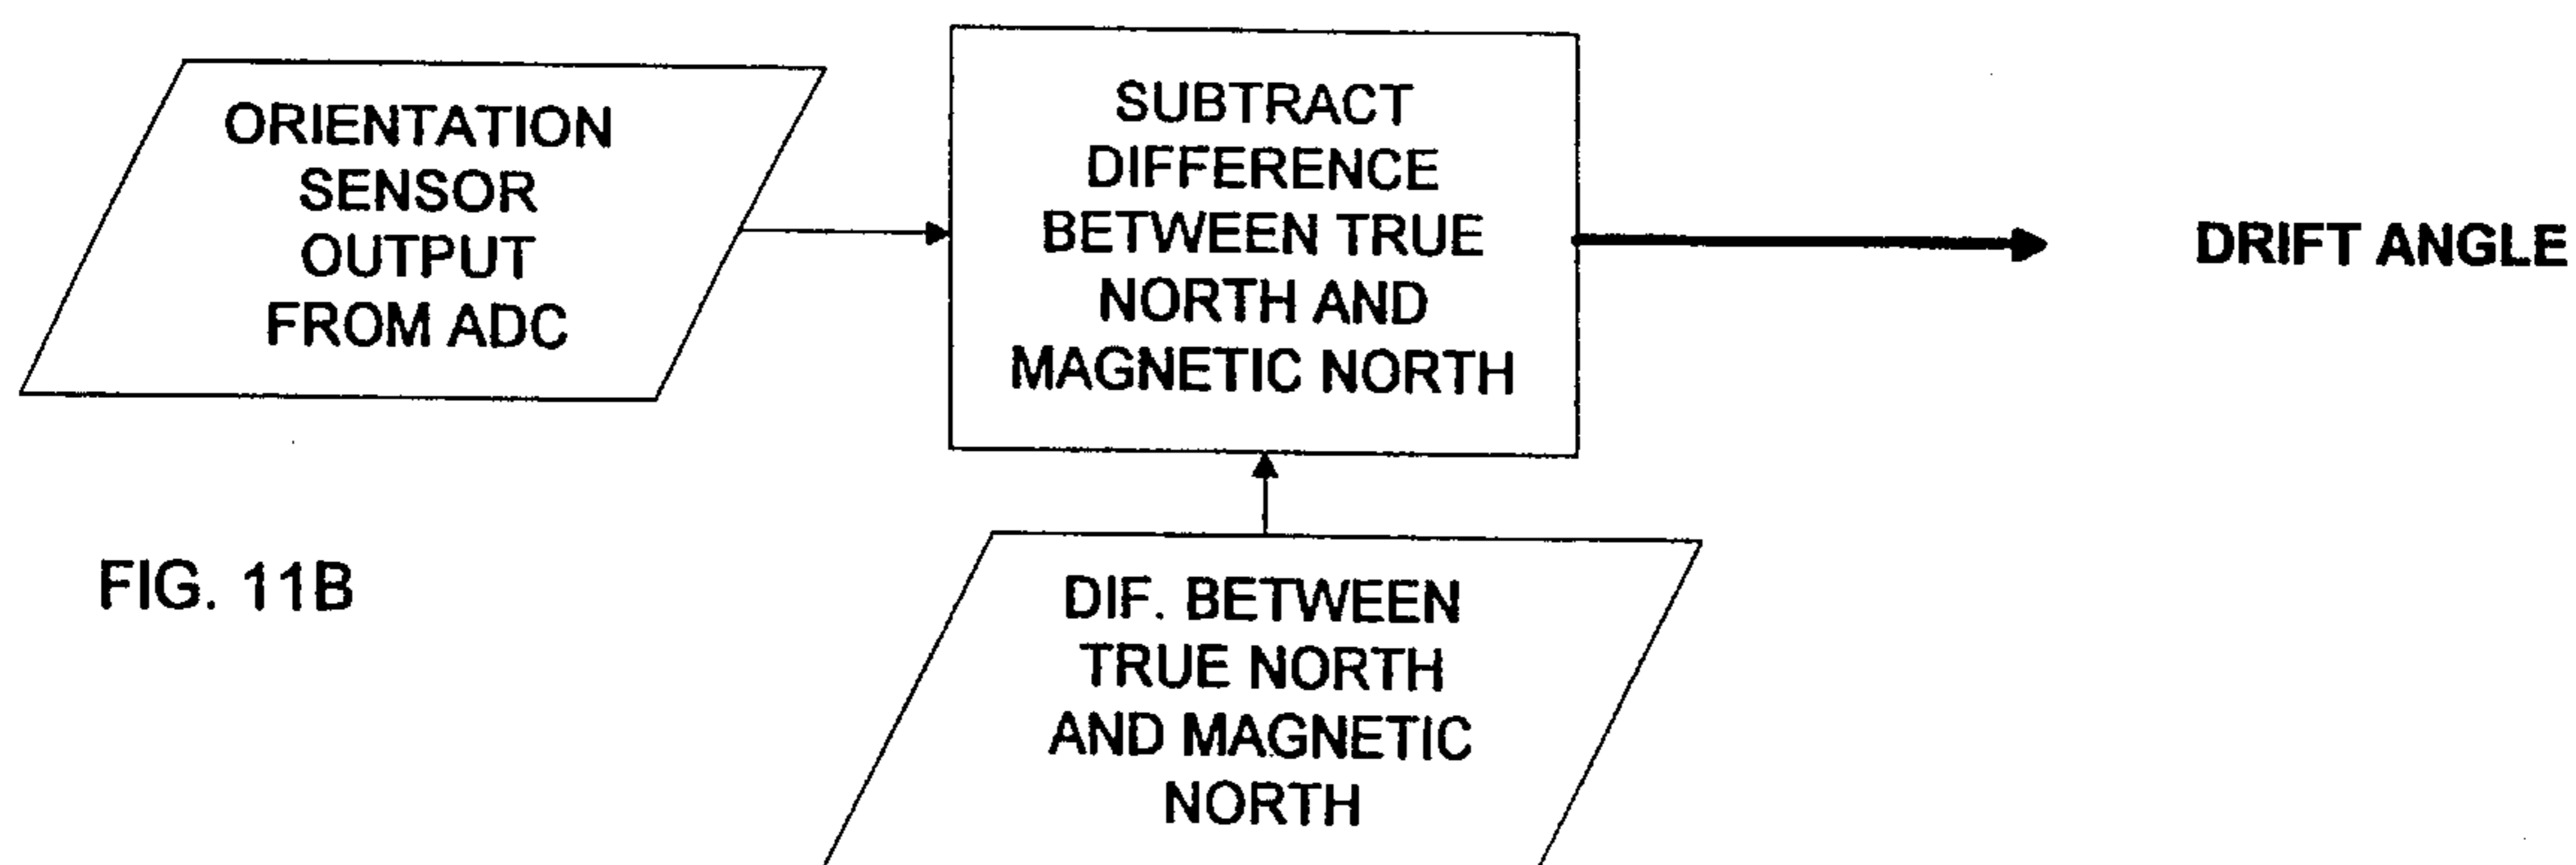 ORIENTATION
SENSOR
OUTPUT
FROM ADC
SUBTRACT
DIFFERENCE
BETWEEN TRUE
NORTH AND
MAGNETIC NORTH
DRIFT ANGLE
FIG. 11B
DIF. BETWEEN
TRUE NORTH
AND MAGNETIC
NORTH